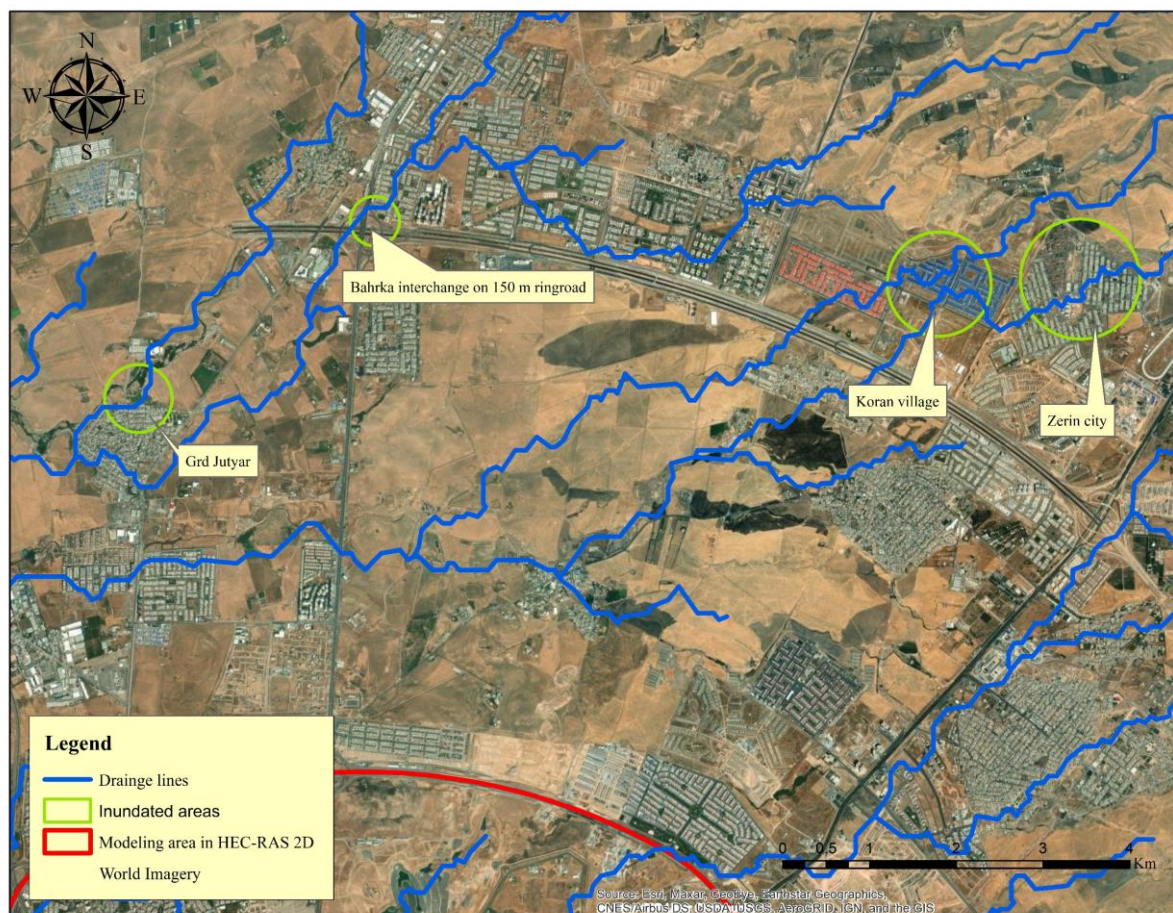 N
W E
S
Bahrka interchange on 150 m ringroad
Koran village
Zerin city
Grd Jutyar
Legend
Drainge lines
Inundated areas
Modeling area in HEC-RAS 2D
World Imagery
0 0.5 1 2 3 4
Km
Source: Esri, Maxar, GeoEye, Earthstar Geographics,
CNES/Airbus DS, USDA, USGS, AeroGRID, IGN, and the GIS